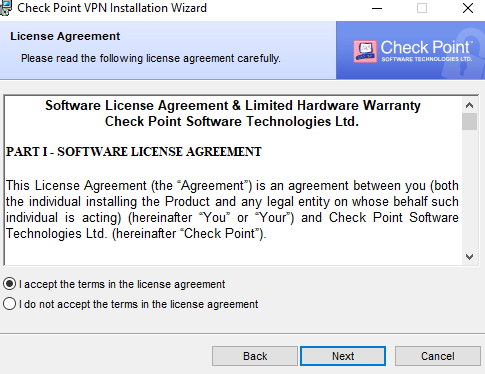 Check Point VPN Installation Wizard
License Agreement
Please read the following license agreement carefully.
Check Point
SOFTWARE TECHNOLOGIES LTD.
Software License Agreement & Limited Hardware Warranty
Check Point Software Technologies Ltd.
PART I - SOFTWARE LICENSE AGREEMENT
This License Agreement (the “Agreement”) is an agreement between you (both
the individual installing the Product and any legal entity on whose behalf such
individual is acting) (hereinafter “You” or “Your”) and Check Point Software
Technologies Ltd. (hereinafter “Check Point”).
I accept the terms in the license agreement
I do not accept the terms in the license agreement
Back
Next
Cancel